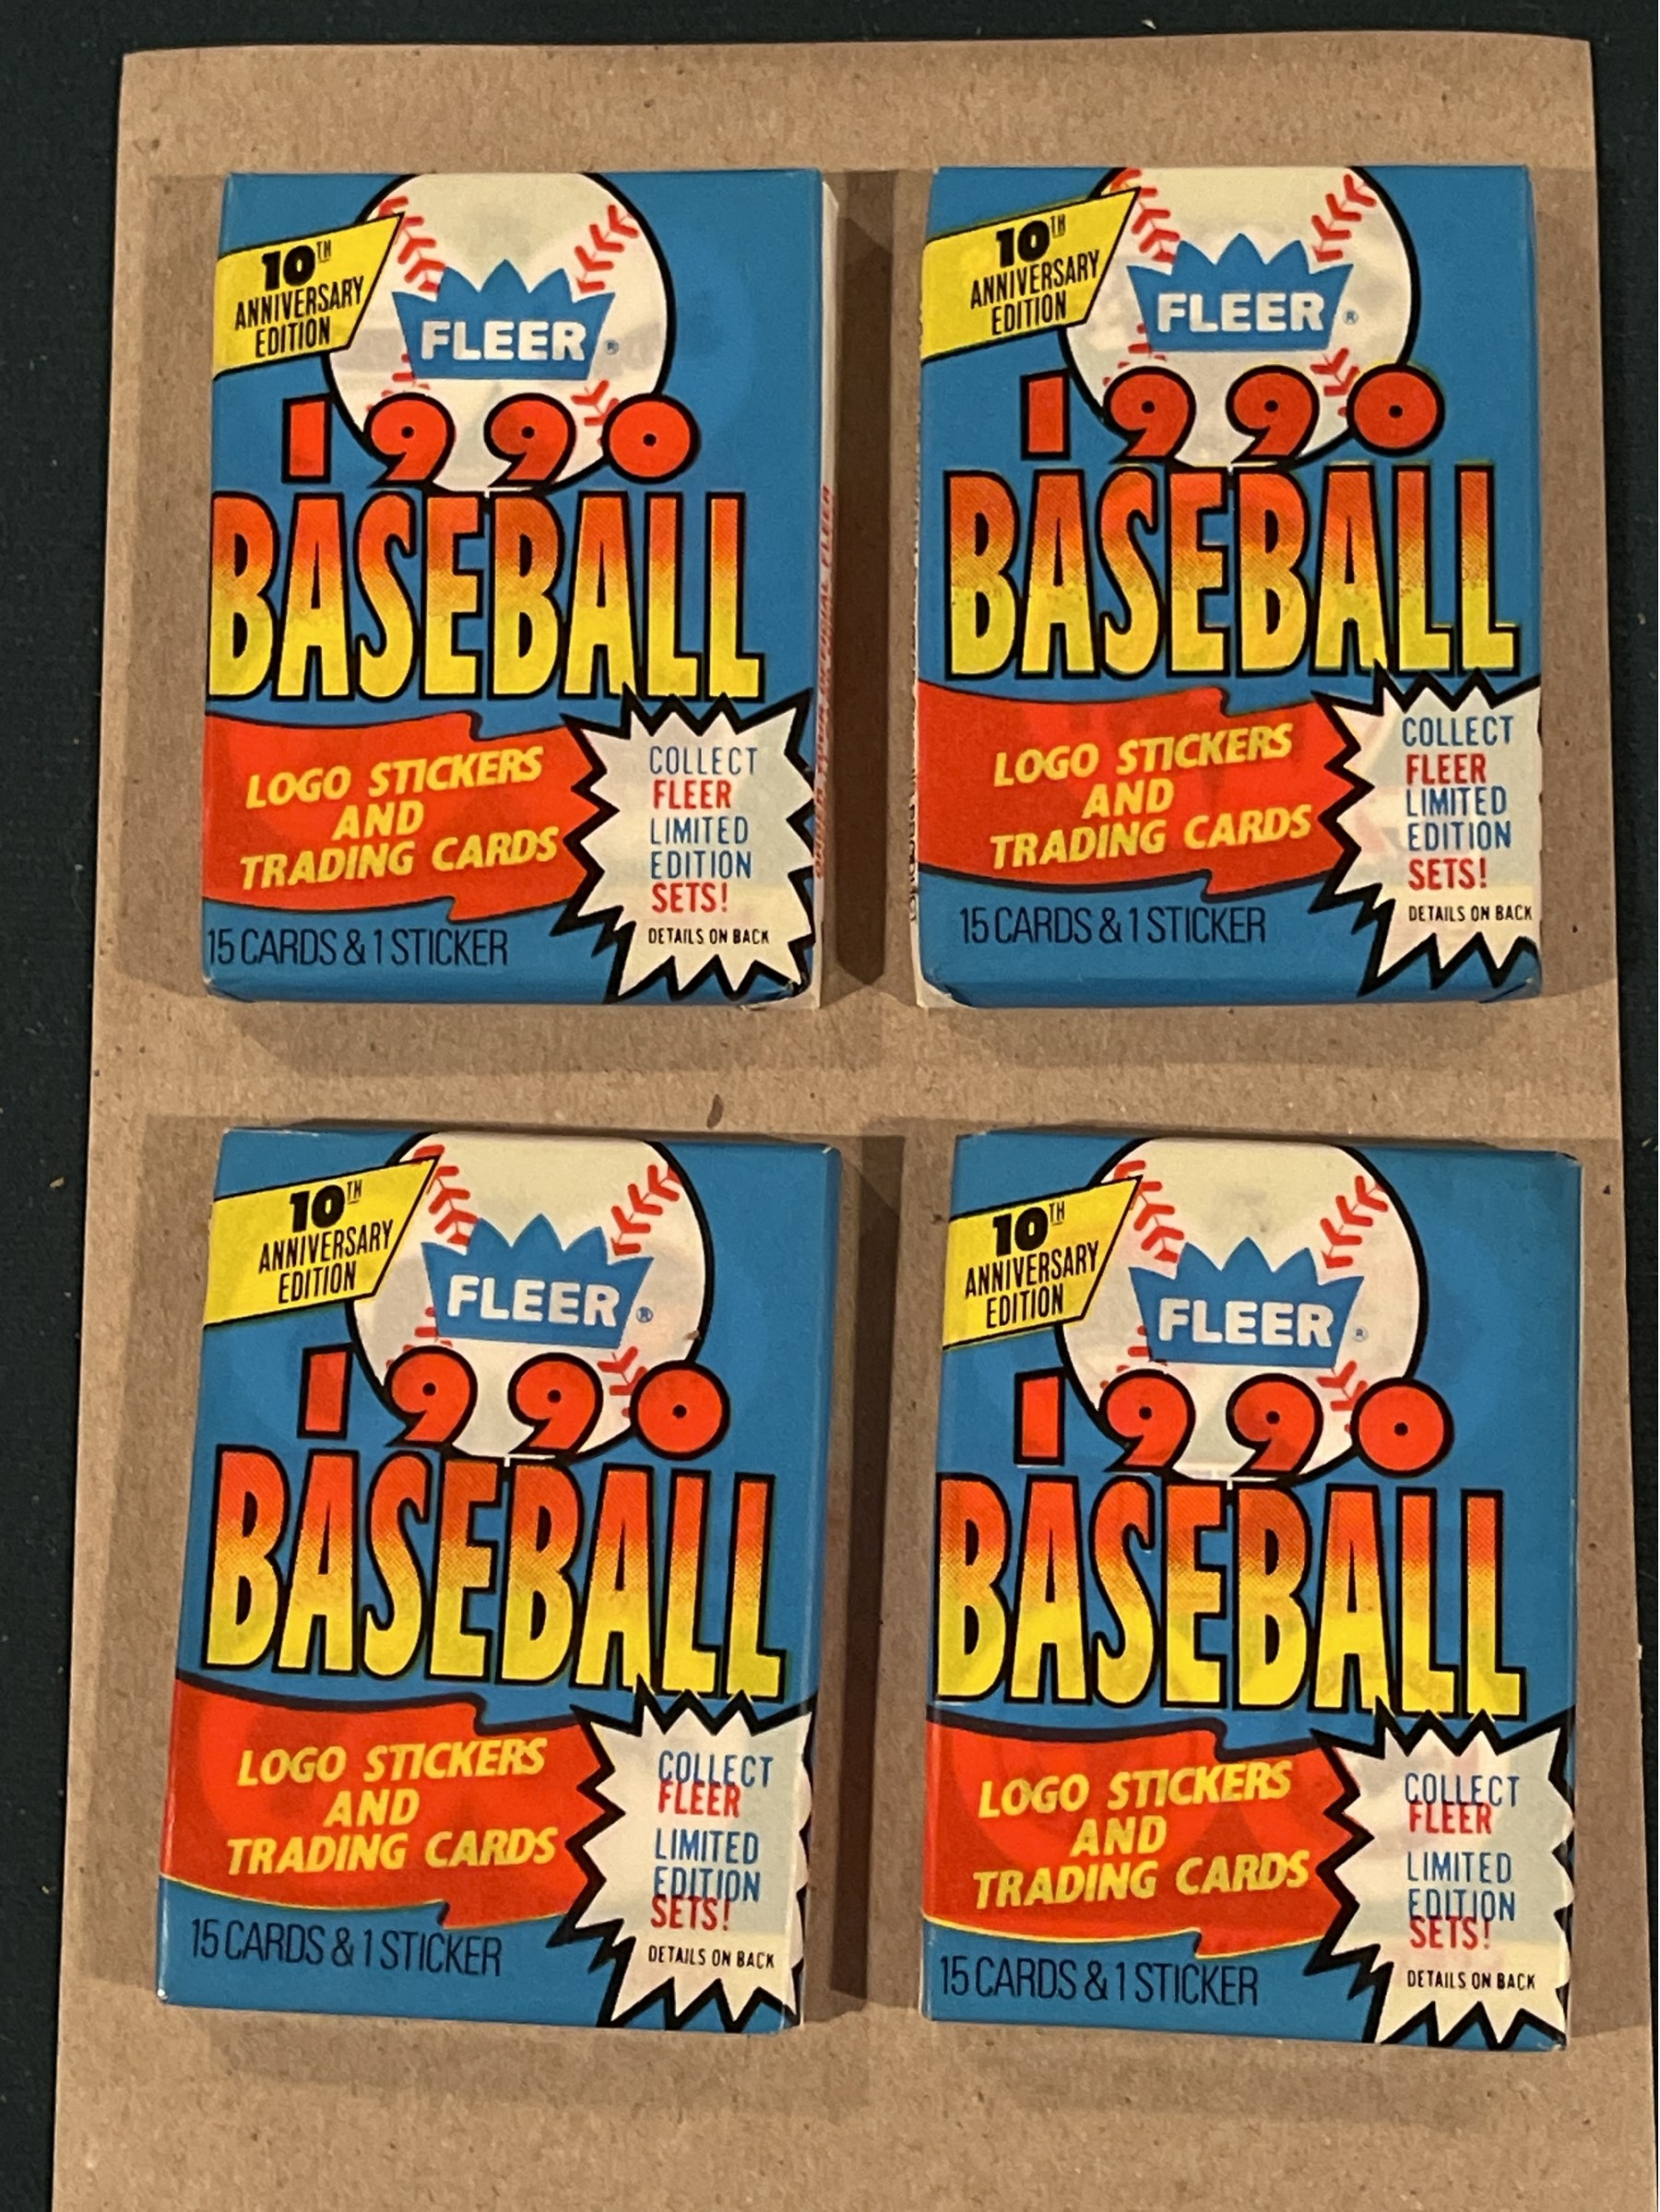 10TH
ANNIVERSARY
EDITION
FLEER®
1990
BASEBALL
LOGO STICKERS
AND
TRADING CARDS
COLLECT
FLEER
LIMITED
EDITION
SETS!
DETAILS ON BACK
15 CARDS & 1 STICKER
10TH
ANNIVERSARY
EDITION
FLEER®
1990
BASEBALL
LOGO STICKERS
AND
TRADING CARDS
COLLECT
FLEER
LIMITED
EDITION
SETS!
DETAILS ON BACK
15 CARDS & 1 STICKER
10TH
ANNIVERSARY
EDITION
FLEER®
1990
BASEBALL
LOGO STICKERS
AND
TRADING CARDS
COLLECT
FLEER
LIMITED
EDITION
SETS!
DETAILS ON BACK
15 CARDS & 1 STICKER
10TH
ANNIVERSARY
EDITION
FLEER®
1990
BASEBALL
LOGO STICKERS
AND
TRADING CARDS
COLLECT
FLEER
LIMITED
EDITION
SETS!
DETAILS ON BACK
15 CARDS & 1 STICKER